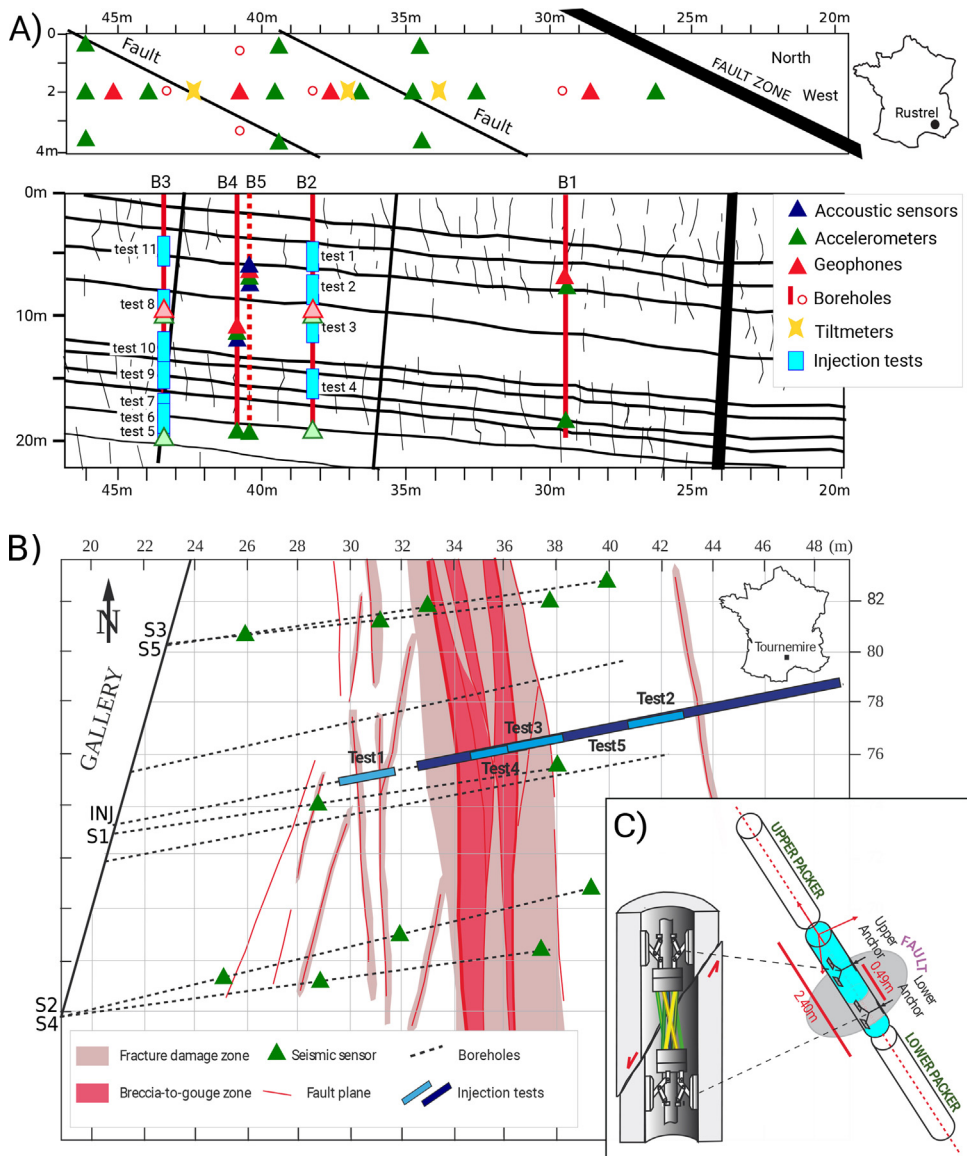 A)
45m 40m 35m 30m 25m 20m
0
2
4m
Fault
Fault
FAULT ZONE
North
West
Rustrel
B3 B4 B5 B2 B1
0m
10m
20m
test 11
test 8
test 10
test 9
test 7
test 6
test 5
test 1
test 2
test 3
test 4
45m 40m 35m 30m 25m 20m
Accoustic sensors
Accelerometers
Geophones
Boreholes
Tiltmeters
Injection tests
B)
20 22 24 26 28 30 32 34 36 38 40 42 44 46 48 (m)
82
80
78
76
N
GALLERY
S3
S5
INJ
S1
S2
S4
Test1
Test2
Test3
Test4
Test5
Tournemire
Fracture damage zone
Seismic sensor
Boreholes
Breccia-to-gouge zone
Fault plane
Injection tests
C)
UPPER PACKER
Upper
Anchor
FAULT
Lower
Anchor
0.49m
2.40m
LOWER PACKER